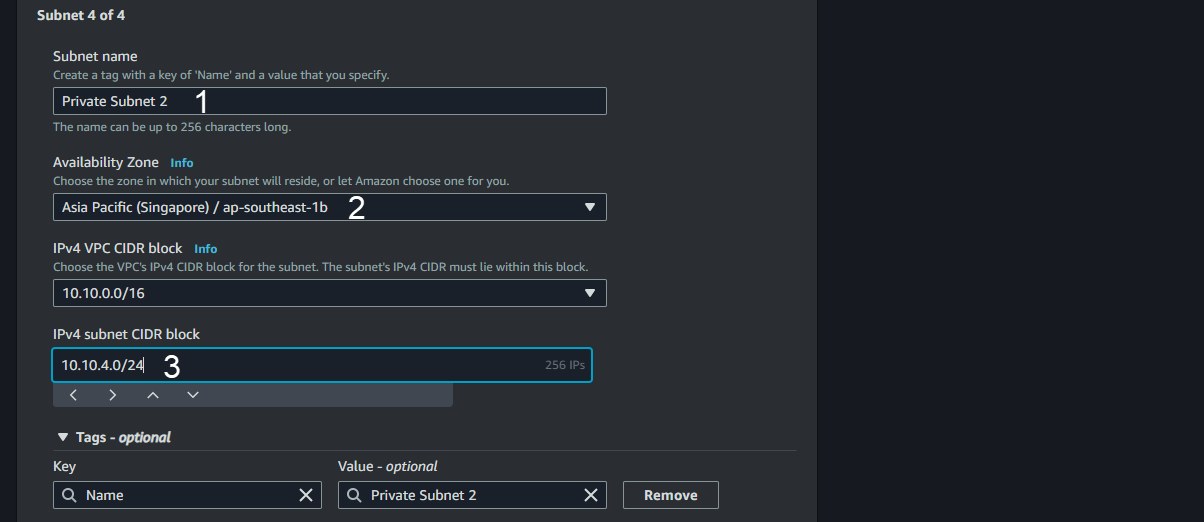 Subnet 4 of 4
Subnet name
Create a tag with a key of 'Name' and a value that you specify.
Private Subnet 2 1
The name can be up to 256 characters long.
Availability Zone Info
Choose the zone in which your subnet will reside, or let Amazon choose one for you.
Asia Pacific (Singapore) / ap-southeast-1b 2
IPv4 VPC CIDR block Info
Choose the VPC's IPv4 CIDR block for the subnet. The subnet's IPv4 CIDR must lie within this block.
10.10.0.0/16
IPv4 subnet CIDR block
10.10.4.0/24 3 256 IPs
Tags - optional
Key Value - optional
Name Private Subnet 2 Remove